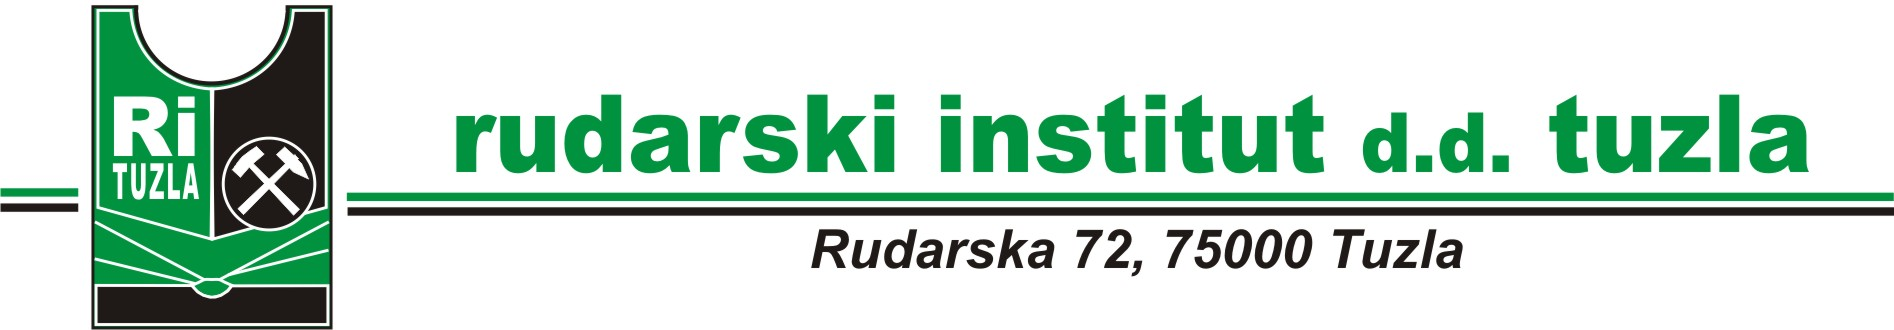 Ri
TUZLA
rudarski institut d.d. tuzla
Rudarska 72, 75000 Tuzla